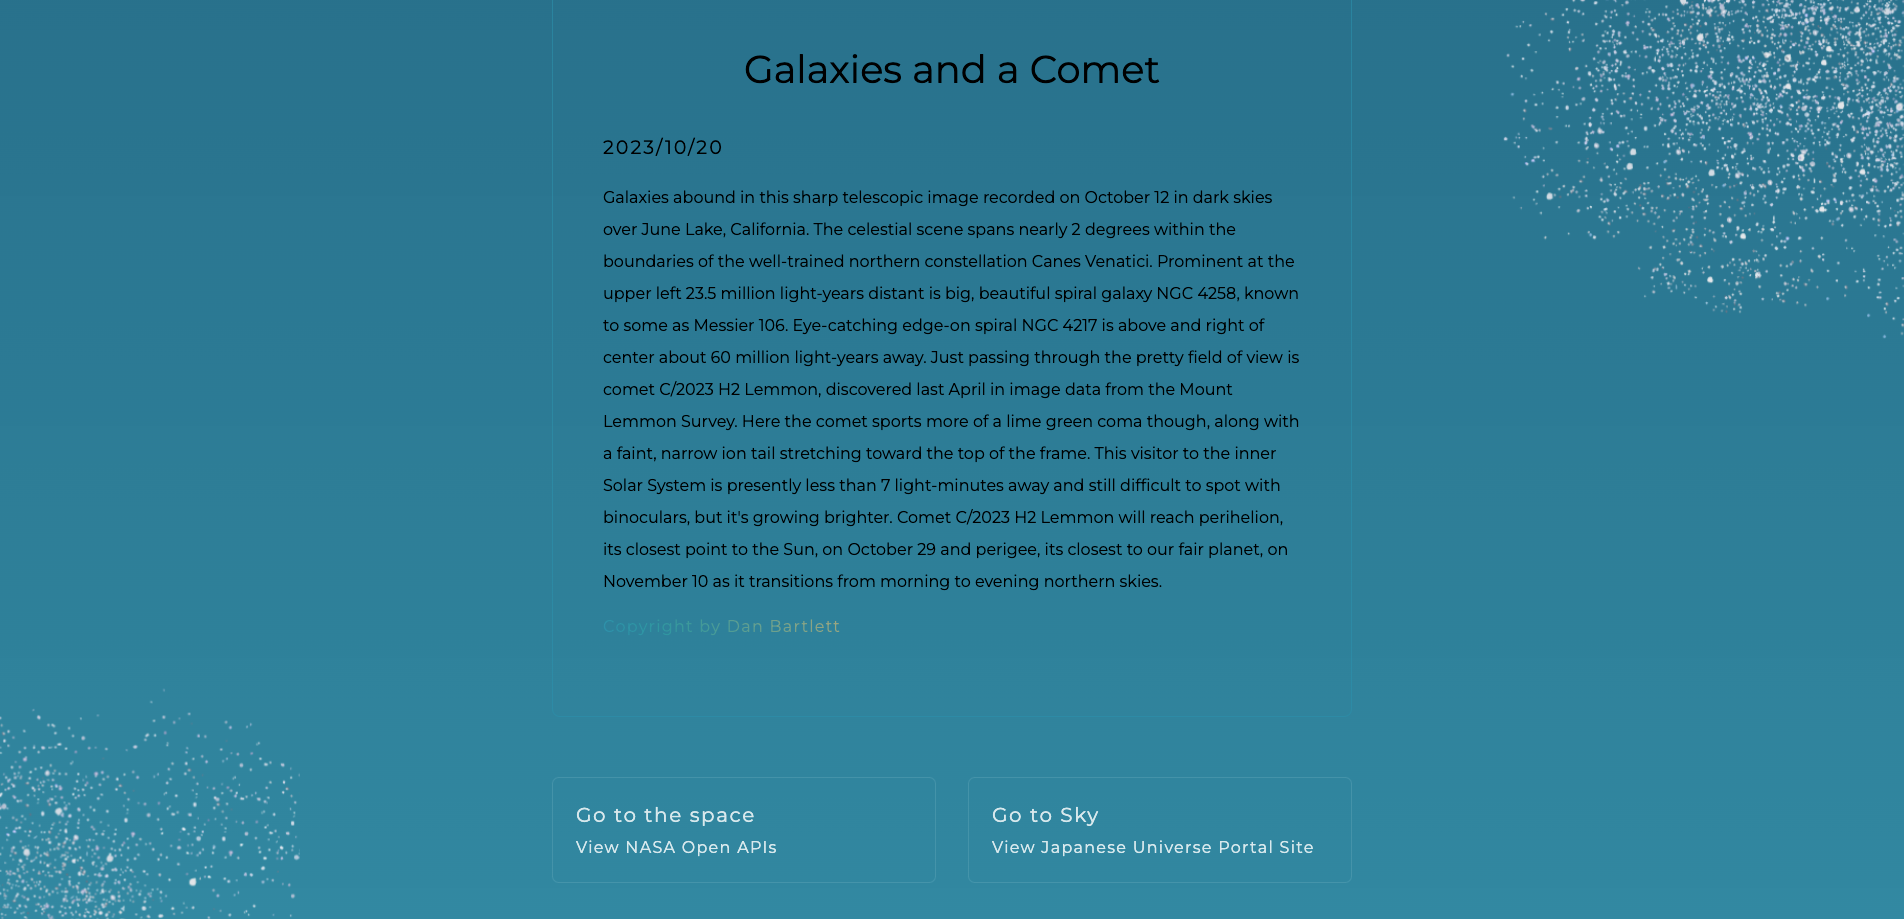 Galaxies and a Comet
2023/10/20
Galaxies abound in this sharp telescopic image recorded on October 12 in dark skies
over June Lake, California. The celestial scene spans nearly 2 degrees within the
boundaries of the well-trained northern constellation Canes Venatici. Prominent at the
upper left 23.5 million light-years distant is big, beautiful spiral galaxy NGC 4258, known
to some as Messier 106. Eye-catching edge-on spiral NGC 4217 is above and right of
center about 60 million light-years away. Just passing through the pretty field of view is
comet C/2023 H2 Lemmon, discovered last April in image data from the Mount
Lemmon Survey. Here the comet sports more of a lime green coma though, along with
a faint, narrow ion tail stretching toward the top of the frame. This visitor to the inner
Solar System is presently less than 7 light-minutes away and still difficult to spot with
binoculars, but it's growing brighter. Comet C/2023 H2 Lemmon will reach perihelion,
its closest point to the Sun, on October 29 and perigee, its closest to our fair planet, on
November 10 as it transitions from morning to evening northern skies.
Copyright by Dan Bartlett
Go to the space
View NASA Open APIs
Go to Sky
View Japanese Universe Portal Site